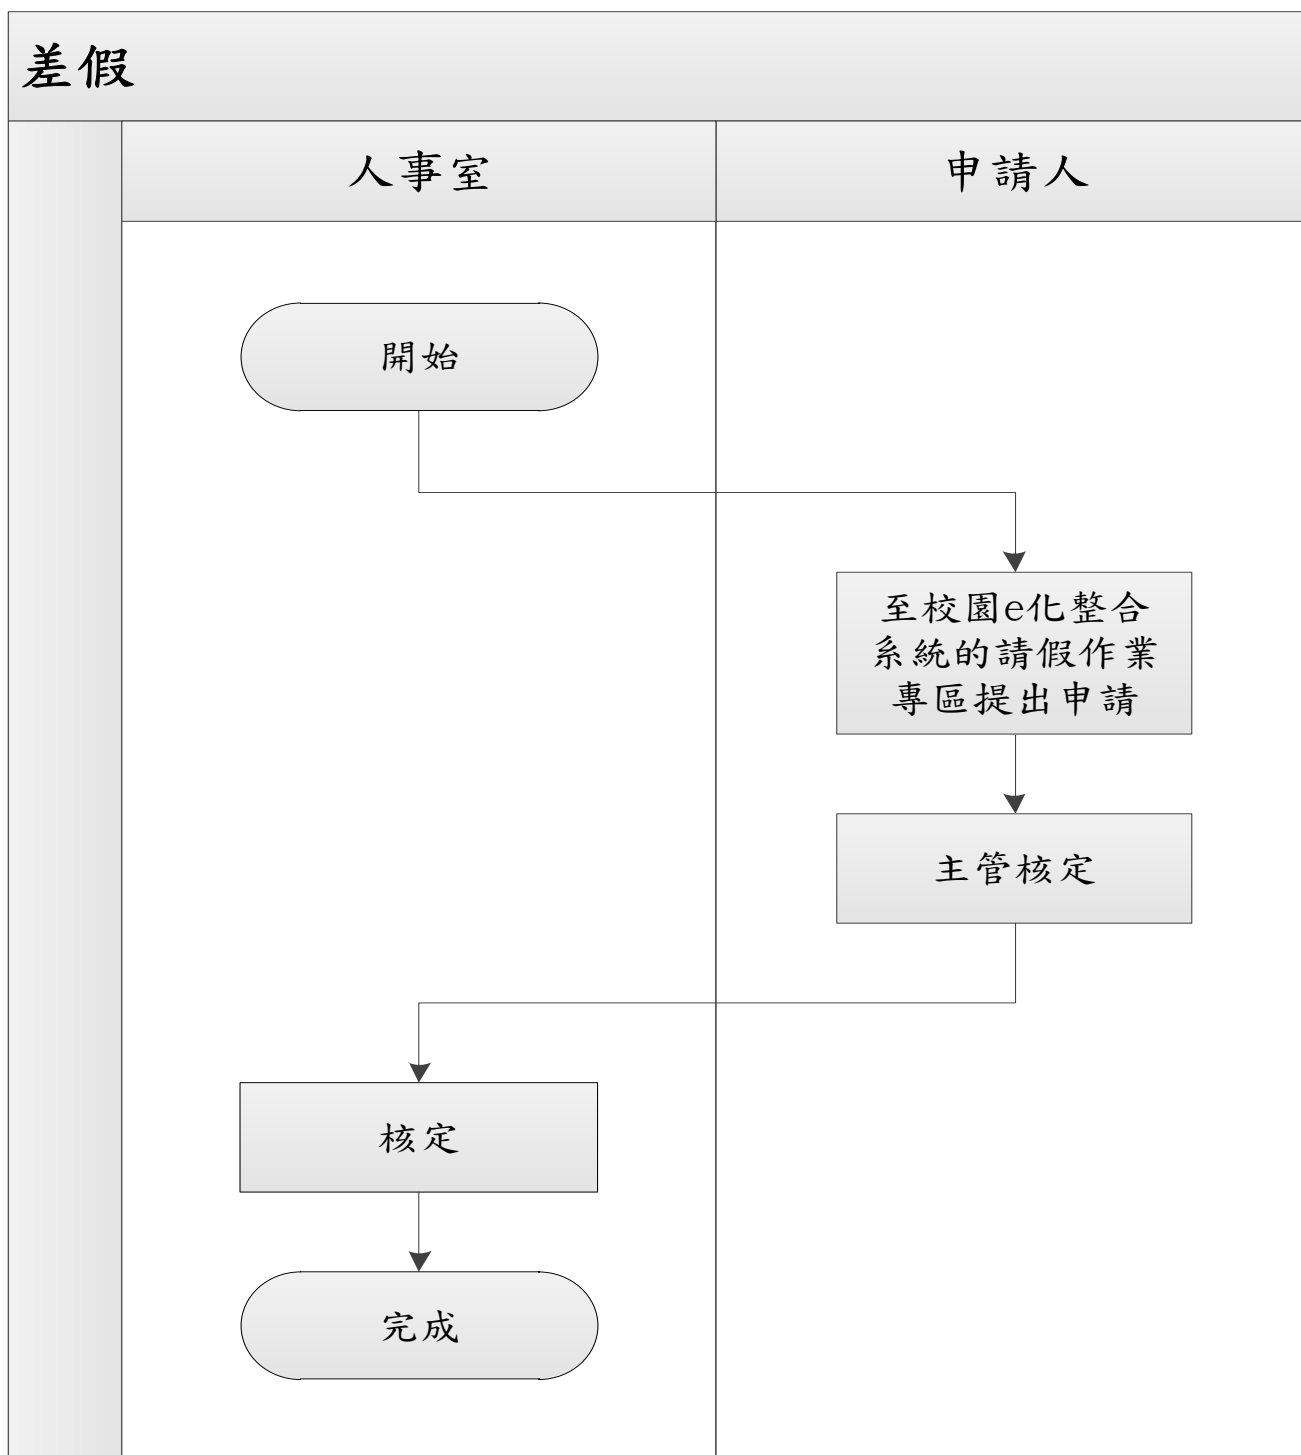 差假
人事室
申請人
開始
至校園e化整合
系統的請假作業
專區提出申請
主管核定
核定
完成